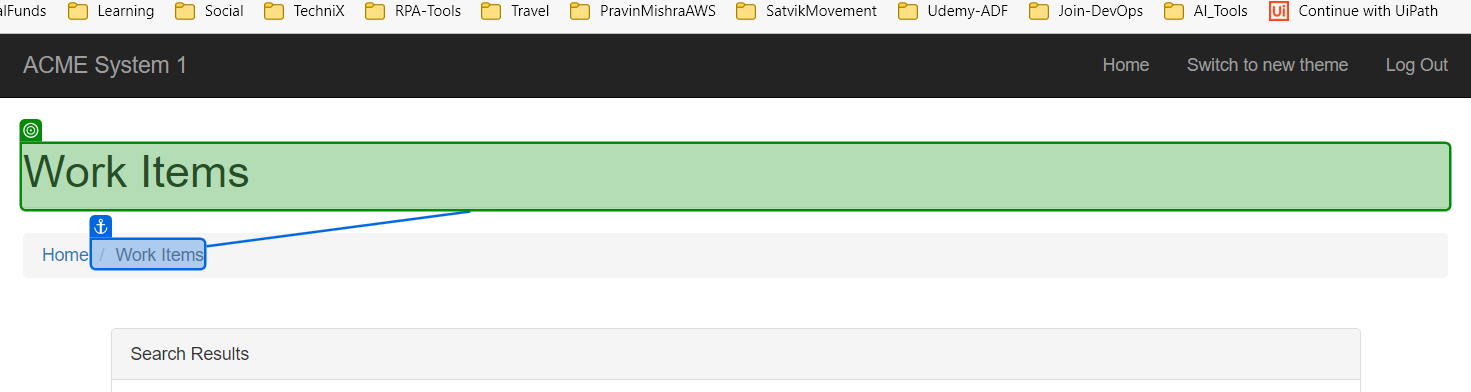 alFunds Learning Social TechniX RPA-Tools Travel PravinMishraAWS SatvikMovement Udemy-ADF Join-DevOps AI_Tools Ui Continue with UiPath
ACME System 1 Home Switch to new theme Log Out
Work Items
Home / Work Items
Search Results